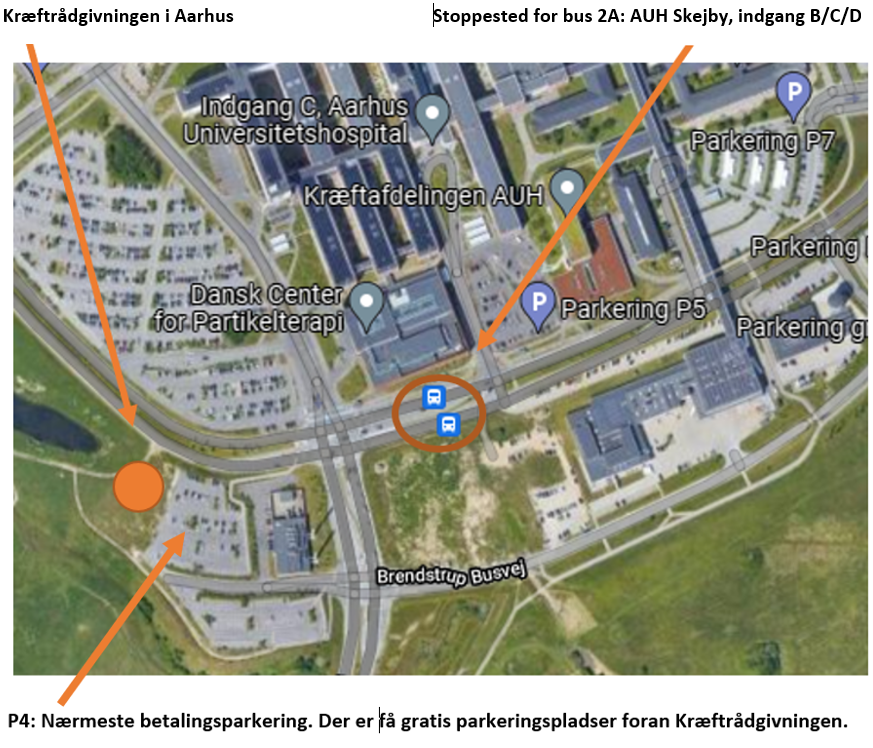 Kræftrådgivningen i Aarhus
Stoppested for bus 2A: AUH Skejby, indgang B/C/D
Indgang C, Aarhus
Universitetshospital
P
Parkering P7
Kræftafdelingen AUH
Parkering
Dansk Center
for Partikelterapi
P
Parkering P5
Parkering
Brendstrup Busvej
P4: Nærmeste betalingsparkering. Der er få gratis parkeringspladser foran Kræftrådgivningen.